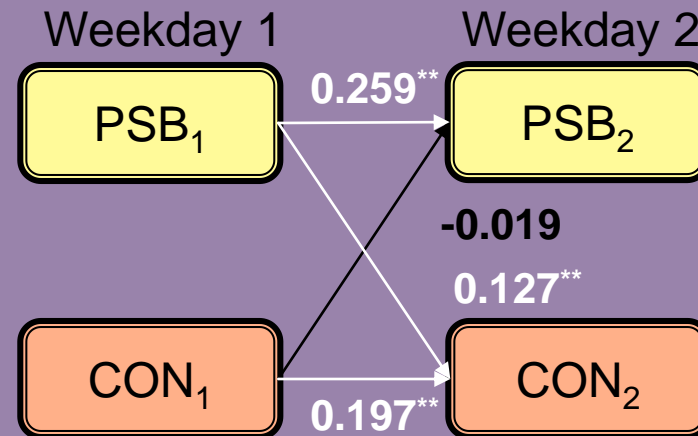 Weekday 1 Weekday 2
0.259**
PSB₁ PSB₂
-0.019
0.127**
CON₁ CON₂
0.197**